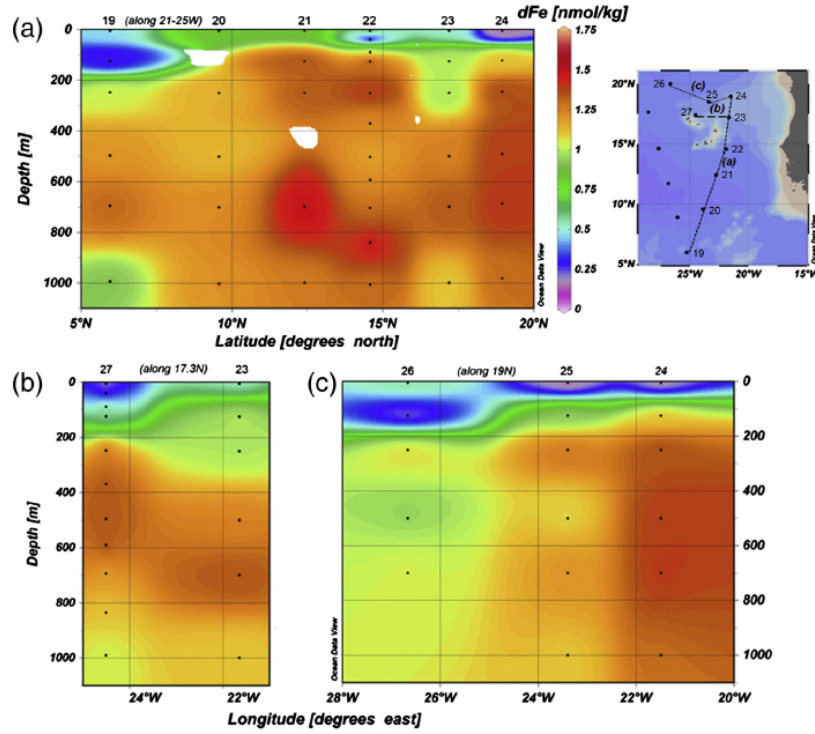 (a)
19 (along 21-25W) 20 21 22 23 24
dFe [nmol/kg]
0
200
400
600
800
1000
Depth [m]
5°N 10°N 15°N 20°N
Latitude [degrees north]
Ocean Data View
1.75
1.5
1.25
1
0.75
0.5
0.25
0
20°N
15°N
10°N
5°N
26 (c) 25 24
27 (b) 23
22
(a)
21
20
19
25°W 20°W 15°W
Ocean Data View
(b)
27 (along 17.3N) 23
0
200
400
600
800
1000
Depth [m]
24°W 22°W
(c)
26 (along 19N) 25 24
0
200
400
600
800
1000
Ocean Data View
28°W 26°W 24°W 22°W 20°W
Longitude [degrees east]